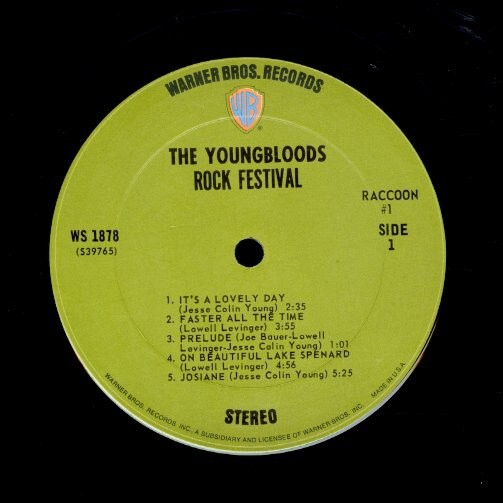 WARNER BROS. RECORDS
WB
®
THE YOUNGBLOODS
ROCK FESTIVAL
RACCOON
#1
WS 1878
(S39765)
SIDE
1
1. IT'S A LOVELY DAY
(Jesse Colin Young) 2:35
2. FASTER ALL THE TIME
(Lowell Levinger) 3:55
3. PRELUDE (Joe Bauer-Lowell
Levinger-Jesse Colin Young) 1:01
4. ON BEAUTIFUL LAKE SPENARD
(Lowell Levinger) 4:56
5. JOSIANE (Jesse Colin Young) 5:25
STEREO
WARNER BROS. RECORDS INC., A SUBSIDIARY AND LICENSEE OF WARNER BROS. INC. MADE IN U.S.A.